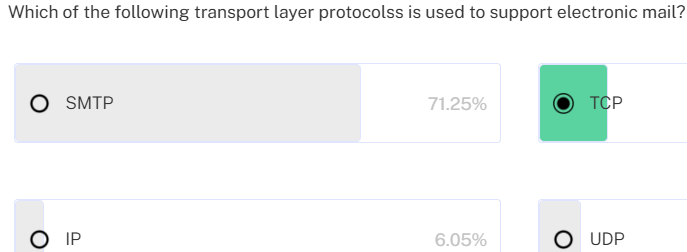 Which of the following transport layer protocolss is used to support electronic mail?
SMTP 71.25% TCP
IP 6.05% UDP